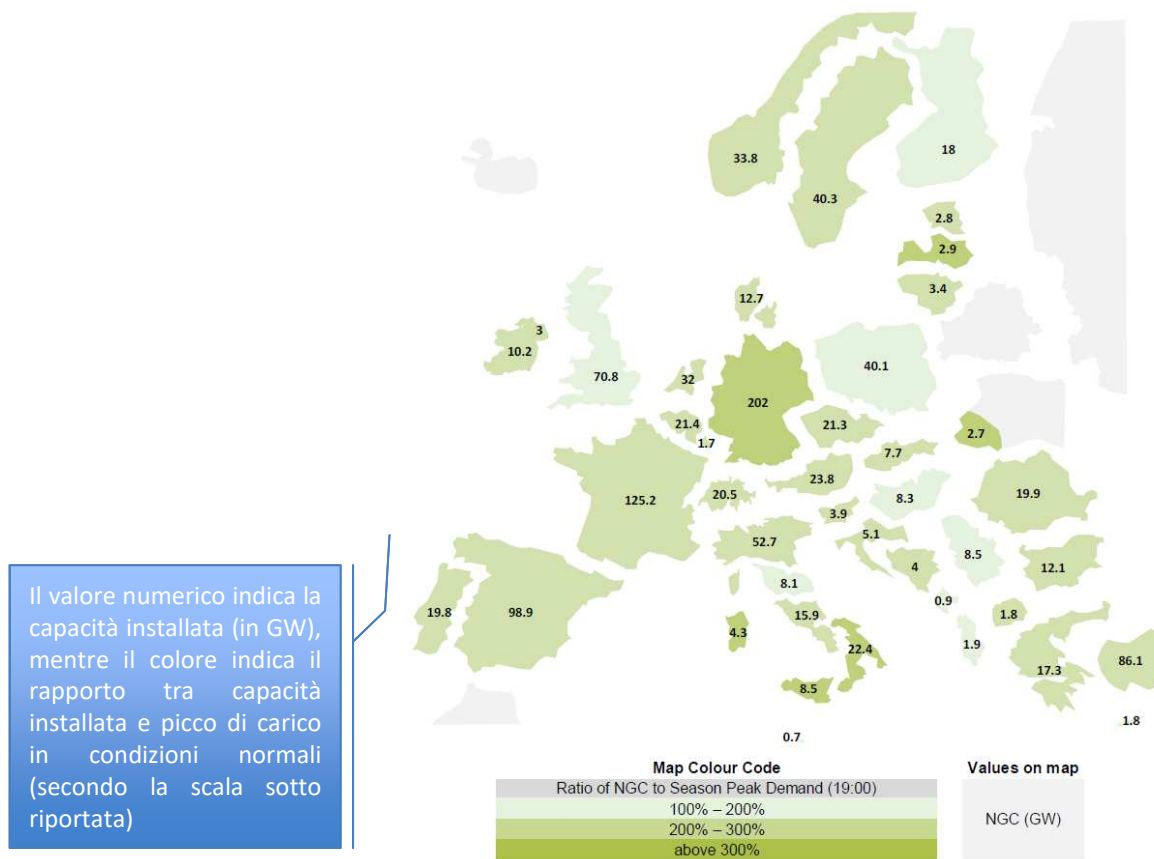 18
33.8
40.3
2.8
2.9
3.4
12.7
3
10.2
70.8
32
40.1
202
21.4
21.3
1.7
2.7
7.7
23.8
125.2
20.5
8.3
19.9
3.9
5.1
52.7
8.5
4
12.1
8.1
0.9
19.8
98.9
15.9
1.8
4.3
1.9
22.4
86.1
17.3
8.5
1.8
0.7
Il valore numerico indica la
capacità installata (in GW),
mentre il colore indica il
rapporto tra capacità
installata e picco di carico
in condizioni normali
(secondo la scala sotto
riportata)
Map Colour Code
Ratio of NGC to Season Peak Demand (19:00)
100% – 200%
200% – 300%
above 300%
Values on map
NGC (GW)